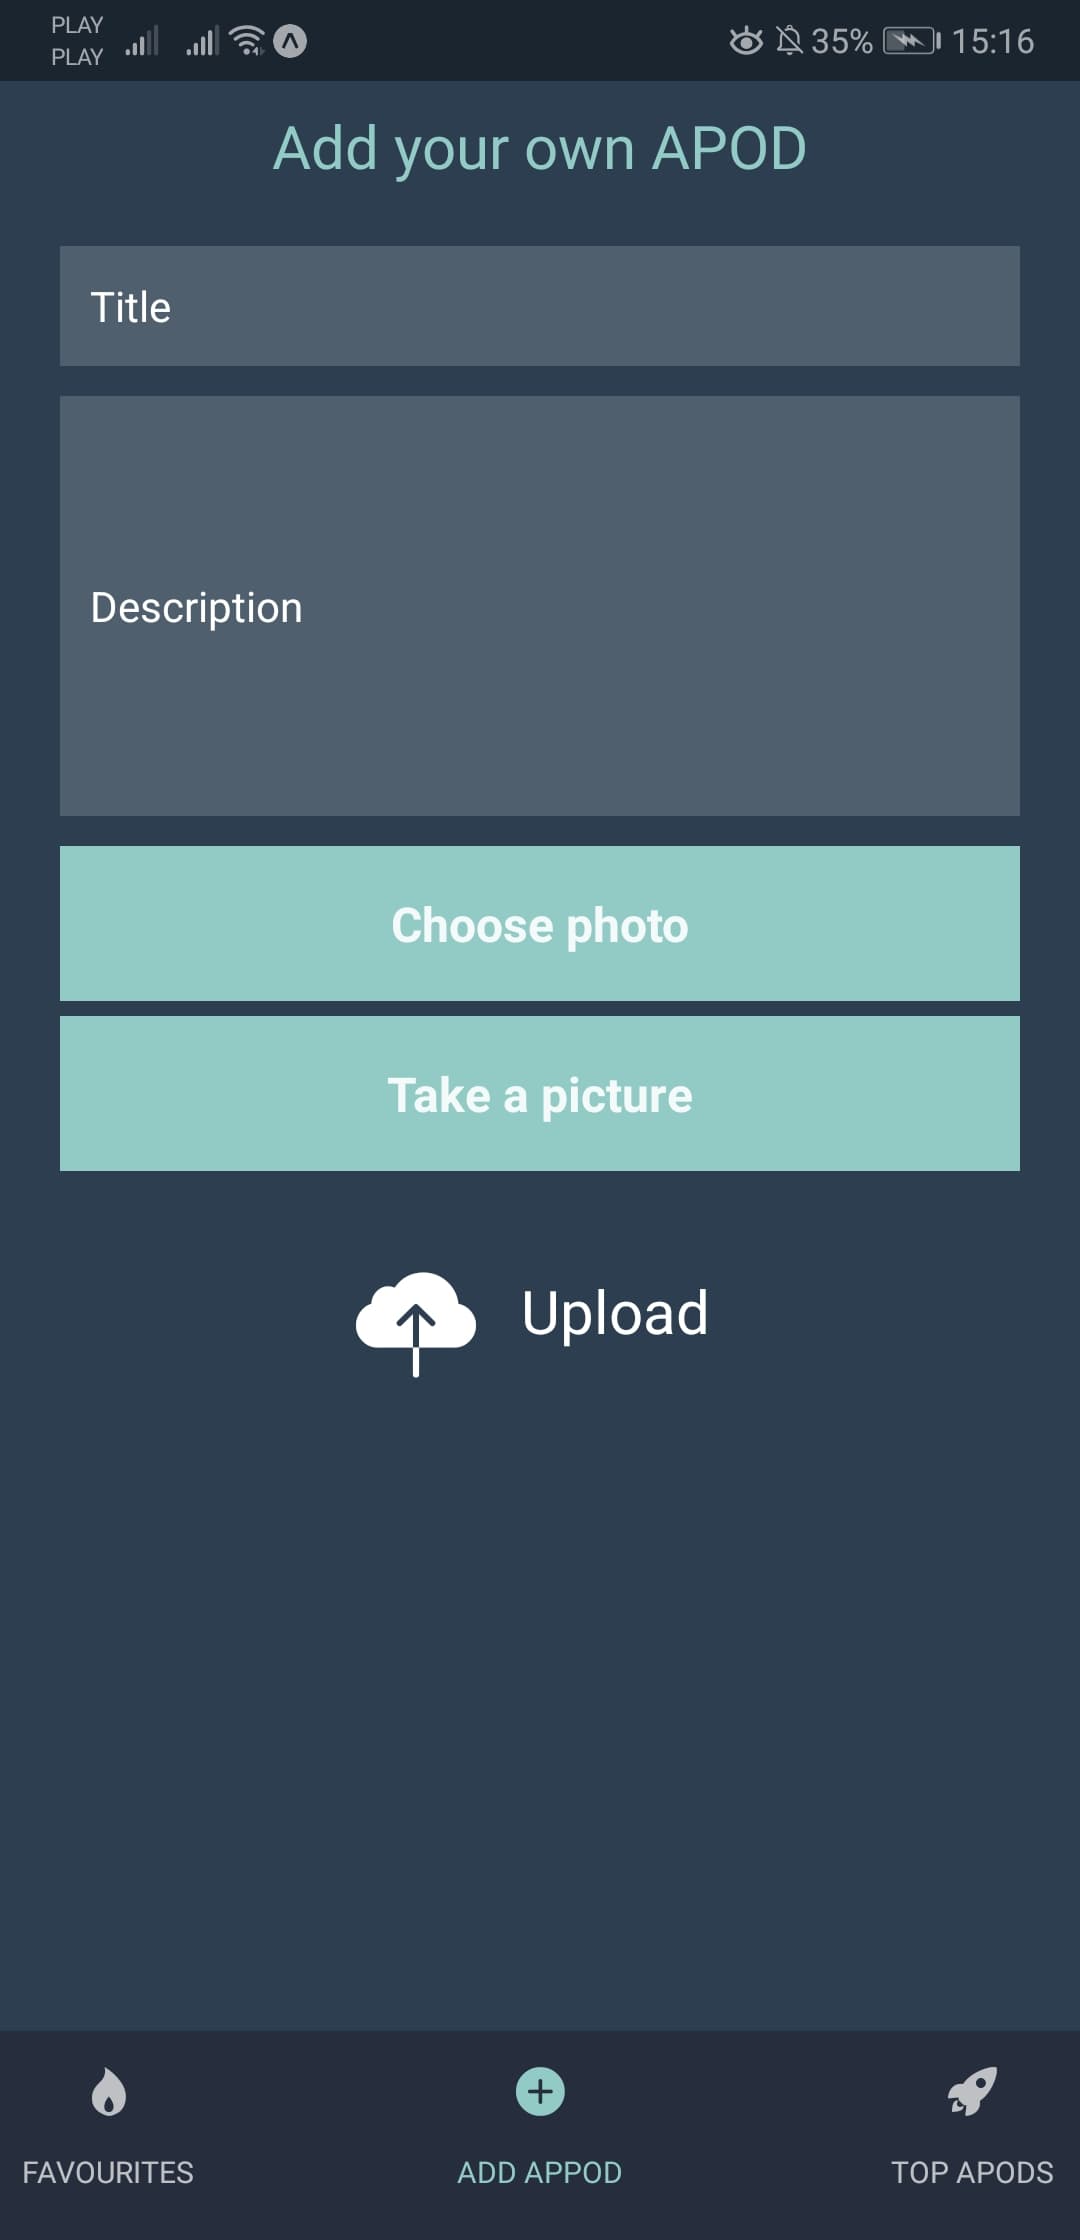 PLAY
PLAY
35% 15:16
Add your own APOD
Title
Description
Choose photo
Take a picture
Upload
FAVOURITES
ADD APPOD
TOP APODS